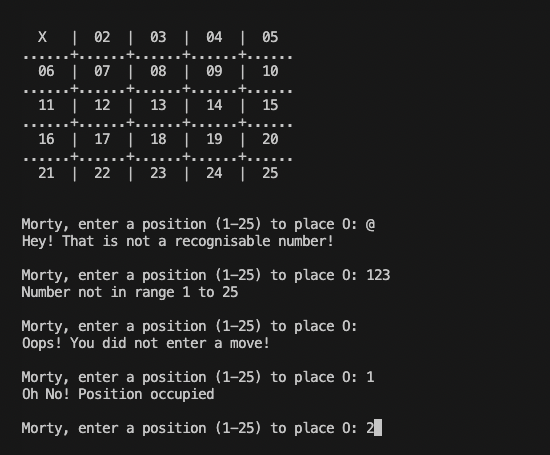 X | 02 | 03 | 04 | 05
......+......+......+......+......
06 | 07 | 08 | 09 | 10
......+......+......+......+......
11 | 12 | 13 | 14 | 15
......+......+......+......+......
16 | 17 | 18 | 19 | 20
......+......+......+......+......
21 | 22 | 23 | 24 | 25
Morty, enter a position (1-25) to place O: @
Hey! That is not a recognisable number!
Morty, enter a position (1-25) to place O: 123
Number not in range 1 to 25
Morty, enter a position (1-25) to place O:
Oops! You did not enter a move!
Morty, enter a position (1-25) to place O: 1
Oh No! Position occupied
Morty, enter a position (1-25) to place O: 2